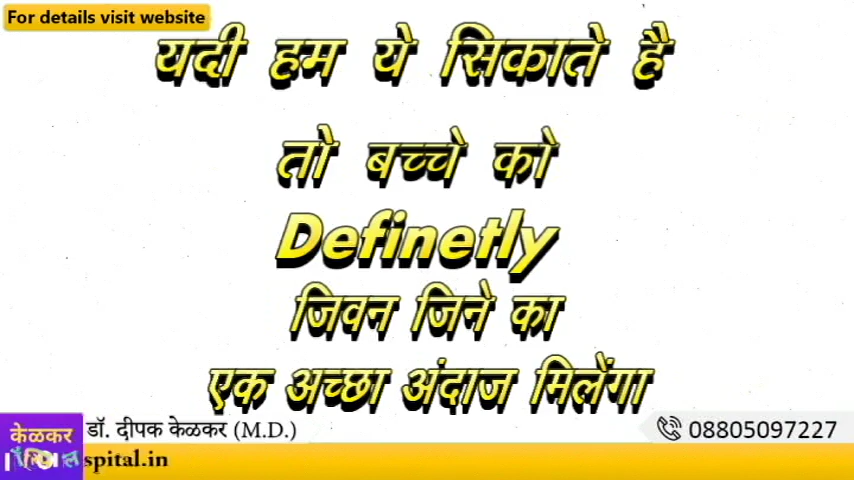 For details visit website
यदी हम ये सिकाते है
तो बच्चे को
Definetly
जिवन जिने का
एक अच्छा अंदाज मिलेंगा
केळकर
डॉ. दीपक केळकर (M.D.)
08805097227
spital.in